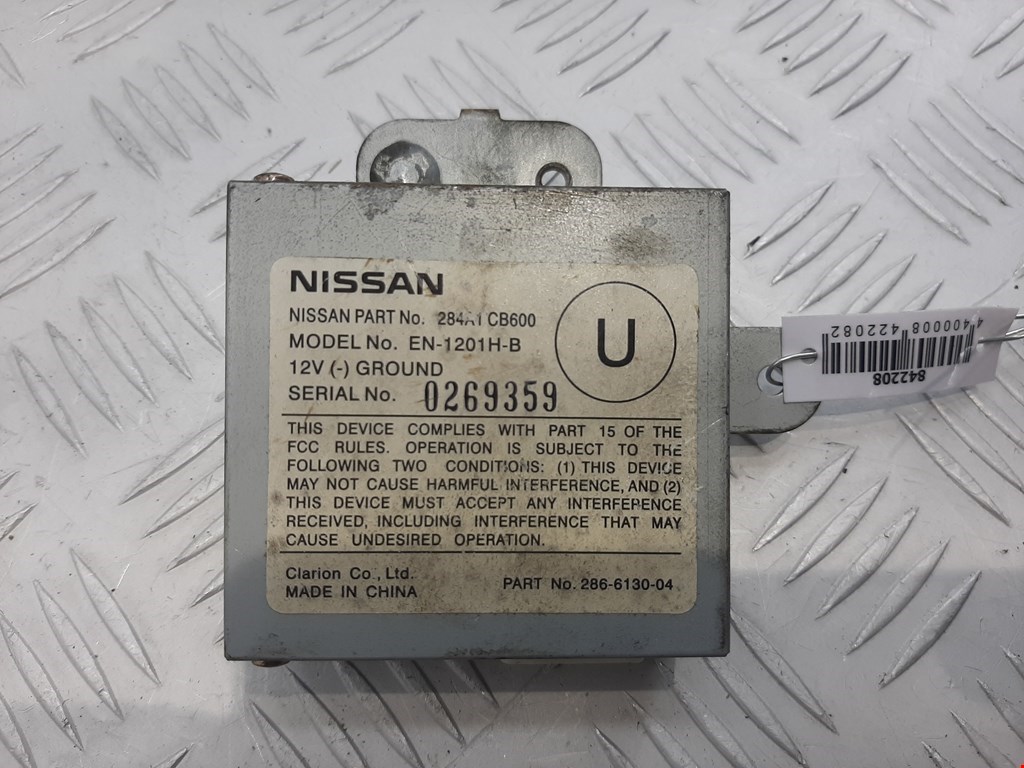 NISSAN
NISSAN PART No. 284A1 CB600
MODEL No. EN-1201H-B
12V (-) GROUND
SERIAL No. 0269359
U
THIS DEVICE COMPLIES WITH PART 15 OF THE
FCC RULES. OPERATION IS SUBJECT TO THE
FOLLOWING TWO CONDITIONS: (1) THIS DEVICE
MAY NOT CAUSE HARMFUL INTERFERENCE, AND (2)
THIS DEVICE MUST ACCEPT ANY INTERFERENCE
RECEIVED, INCLUDING INTERFERENCE THAT MAY
CAUSE UNDESIRED OPERATION.
Clarion Co., Ltd.
MADE IN CHINA
PART No. 286-6130-04
842208
4400008 422082